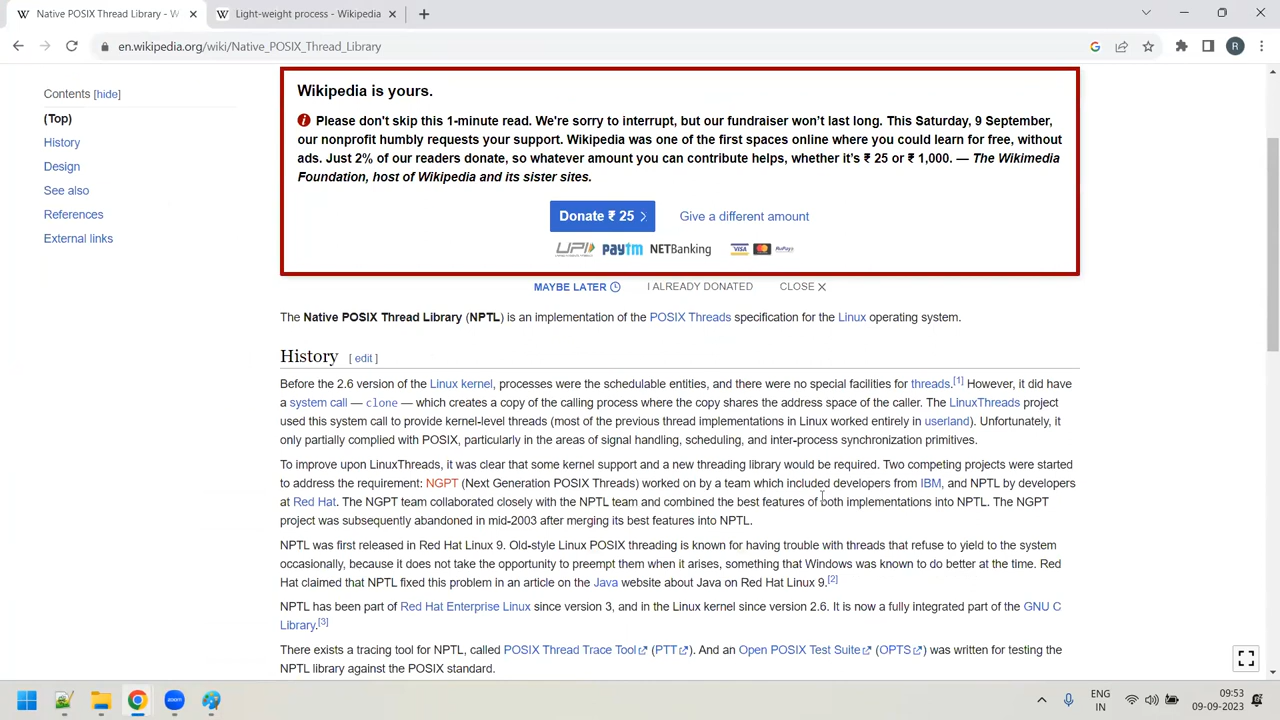 Native POSIX Thread Library - W
Light-weight process - Wikipedia
en.wikipedia.org/wiki/Native_POSIX_Thread_Library
R
Contents [hide]
(Top)
History
Design
See also
References
External links
Wikipedia is yours.
Please don't skip this 1-minute read. We're sorry to interrupt, but our fundraiser won't last long. This Saturday, 9 September,
our nonprofit humbly requests your support. Wikipedia was one of the first spaces online where you could learn for free, without
ads. Just 2% of our readers donate, so whatever amount you can contribute helps, whether it's ₹ 25 or ₹ 1,000. — The Wikimedia
Foundation, host of Wikipedia and its sister sites.
Donate ₹ 25
Give a different amount
UPI paytm NETBanking VISA RuPay
MAYBE LATER I ALREADY DONATED CLOSE
The Native POSIX Thread Library (NPTL) is an implementation of the POSIX Threads specification for the Linux operating system.
History [ edit ]
Before the 2.6 version of the Linux kernel, processes were the schedulable entities, and there were no special facilities for threads.[1] However, it did have
a system call — clone — which creates a copy of the calling process where the copy shares the address space of the caller. The LinuxThreads project
used this system call to provide kernel-level threads (most of the previous thread implementations in Linux worked entirely in userland). Unfortunately, it
only partially complied with POSIX, particularly in the areas of signal handling, scheduling, and inter-process synchronization primitives.
To improve upon LinuxThreads, it was clear that some kernel support and a new threading library would be required. Two competing projects were started
to address the requirement: NGPT (Next Generation POSIX Threads) worked on by a team which included developers from IBM, and NPTL by developers
at Red Hat. The NGPT team collaborated closely with the NPTL team and combined the best features of both implementations into NPTL. The NGPT
project was subsequently abandoned in mid-2003 after merging its best features into NPTL.
NPTL was first released in Red Hat Linux 9. Old-style Linux POSIX threading is known for having trouble with threads that refuse to yield to the system
occasionally, because it does not take the opportunity to preempt them when it arises, something that Windows was known to do better at the time. Red
Hat claimed that NPTL fixed this problem in an article on the Java website about Java on Red Hat Linux 9.[2]
NPTL has been part of Red Hat Enterprise Linux since version 3, and in the Linux kernel since version 2.6. It is now a fully integrated part of the GNU C
Library.[3]
There exists a tracing tool for NPTL, called POSIX Thread Trace Tool (PTT). And an Open POSIX Test Suite (OPTS) was written for testing the
NPTL library against the POSIX standard.
zoom
ENG
IN
09:53
09-09-2023